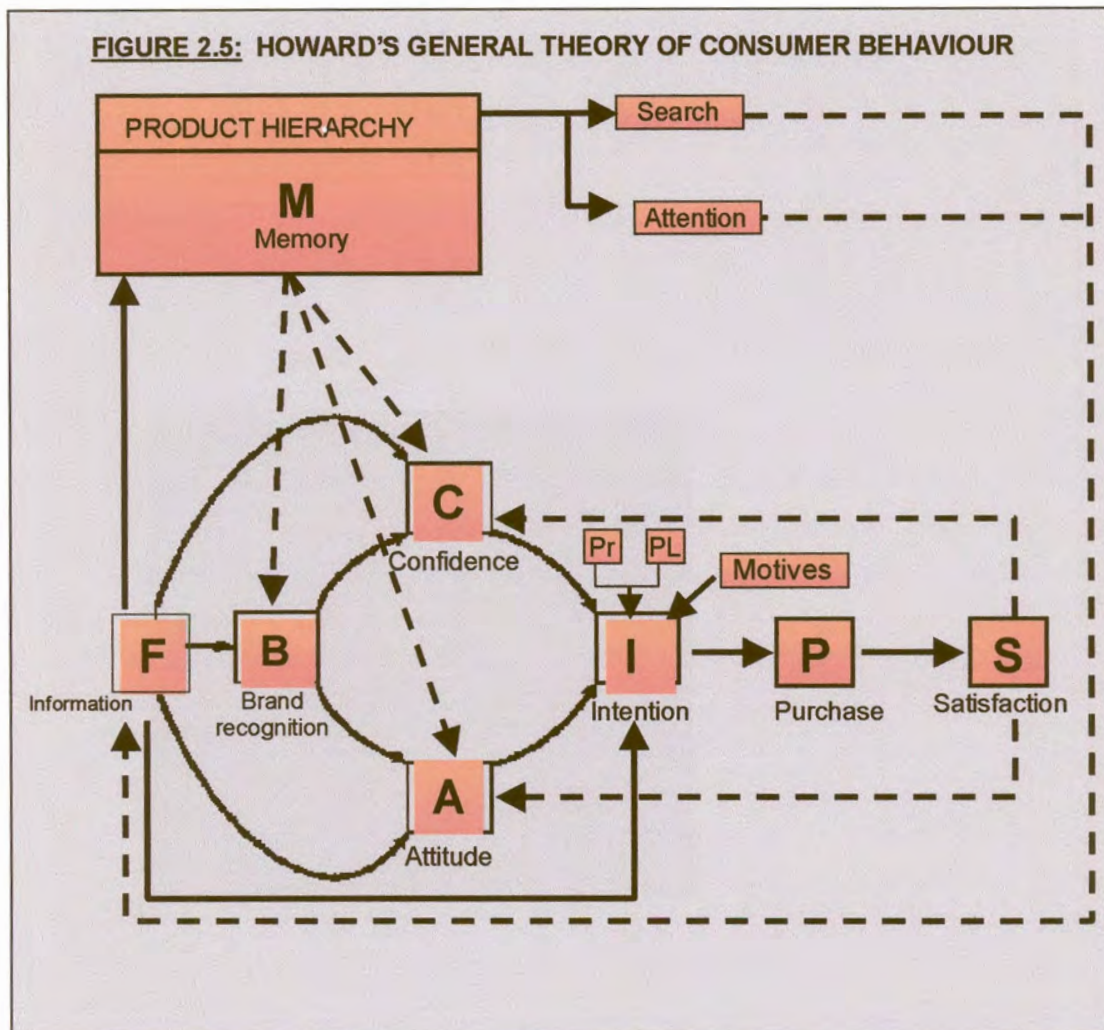 FIGURE 2.5: HOWARD'S GENERAL THEORY OF CONSUMER BEHAVIOUR
PRODUCT HIERARCHY
M
Memory
Search
Attention
C
Confidence
Pr
PL
Motives
F
Information
B
Brand
recognition
I
Intention
P
Purchase
S
Satisfaction
A
Attitude